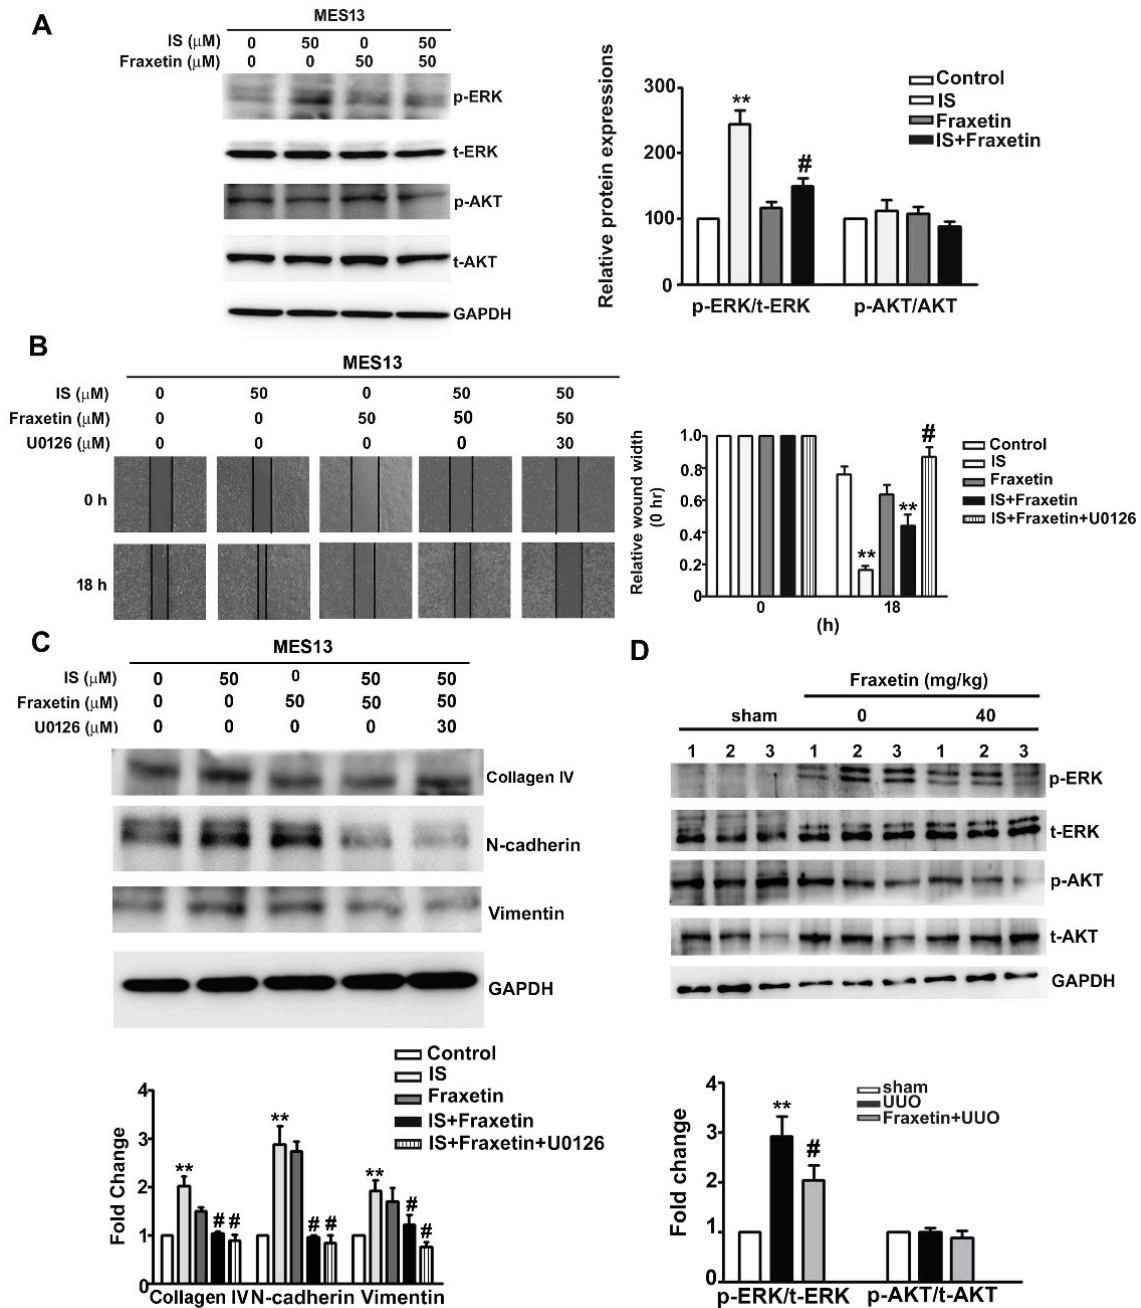 A
MES13
IS (μM) 0 50 0 50
Fraxetin (μM) 0 0 50 50
p-ERK
t-ERK
p-AKT
t-AKT
GAPDH
Relative protein expressions
300
200
100
0
p-ERK/t-ERK p-AKT/AKT
** #
Control
IS
Fraxetin
IS+Fraxetin
B
MES13
IS (μM) 0 50 0 50 50
Fraxetin (μM) 0 0 50 50 50
U0126 (μM) 0 0 0 0 30
0 h
18 h
Relative wound width
(0 hr)
1.0
0.8
0.6
0.4
0.2
0
0 18
(h)
** ** #
Control
IS
Fraxetin
IS+Fraxetin
IS+Fraxetin+U0126
C
MES13
IS (μM) 0 50 0 50 50
Fraxetin (μM) 0 0 50 50 50
U0126 (μM) 0 0 0 0 30
Collagen IV
N-cadherin
Vimentin
GAPDH
Control
IS
Fraxetin
IS+Fraxetin
IS+Fraxetin+U0126
Fold Change
4
3
2
1
0
** # # ** # # ** # #
Collagen IV N-cadherin Vimentin
D
Fraxetin (mg/kg)
sham 0 40
1 2 3 1 2 3 1 2 3
p-ERK
t-ERK
p-AKT
t-AKT
GAPDH
Fold change
4
3
2
1
0
** #
sham
UUO
Fraxetin+UUO
p-ERK/t-ERK p-AKT/t-AKT